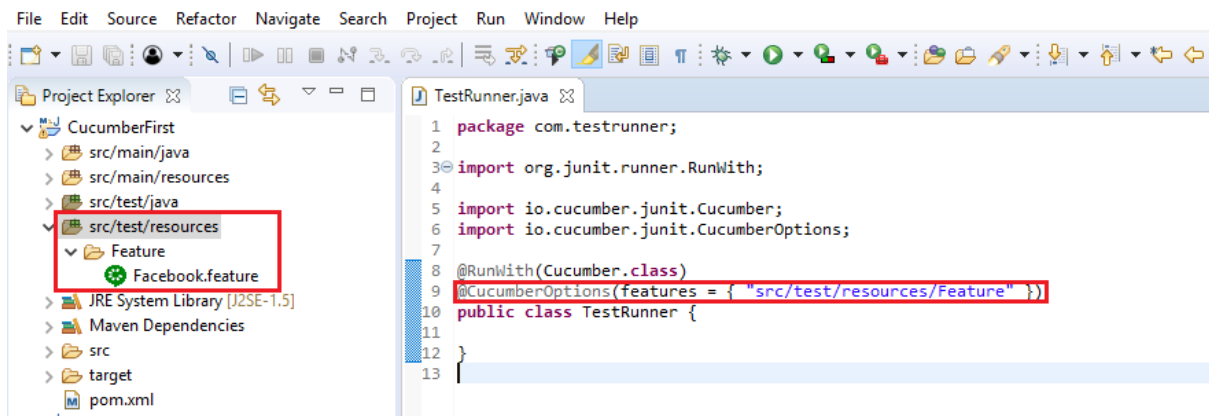 File Edit Source Refactor Navigate Search Project Run Window Help
Project Explorer
CucumberFirst
src/main/java
src/main/resources
src/test/java
src/test/resources
Feature
Facebook.feature
JRE System Library [J2SE-1.5]
Maven Dependencies
src
target
pom.xml
TestRunner.java
1 package com.testrunner;
2
3 import org.junit.runner.RunWith;
4
5 import io.cucumber.junit.Cucumber;
6 import io.cucumber.junit.CucumberOptions;
7
8 @RunWith(Cucumber.class)
9 @CucumberOptions(features = { "src/test/resources/Feature" })
10 public class TestRunner {
11
12 }
13